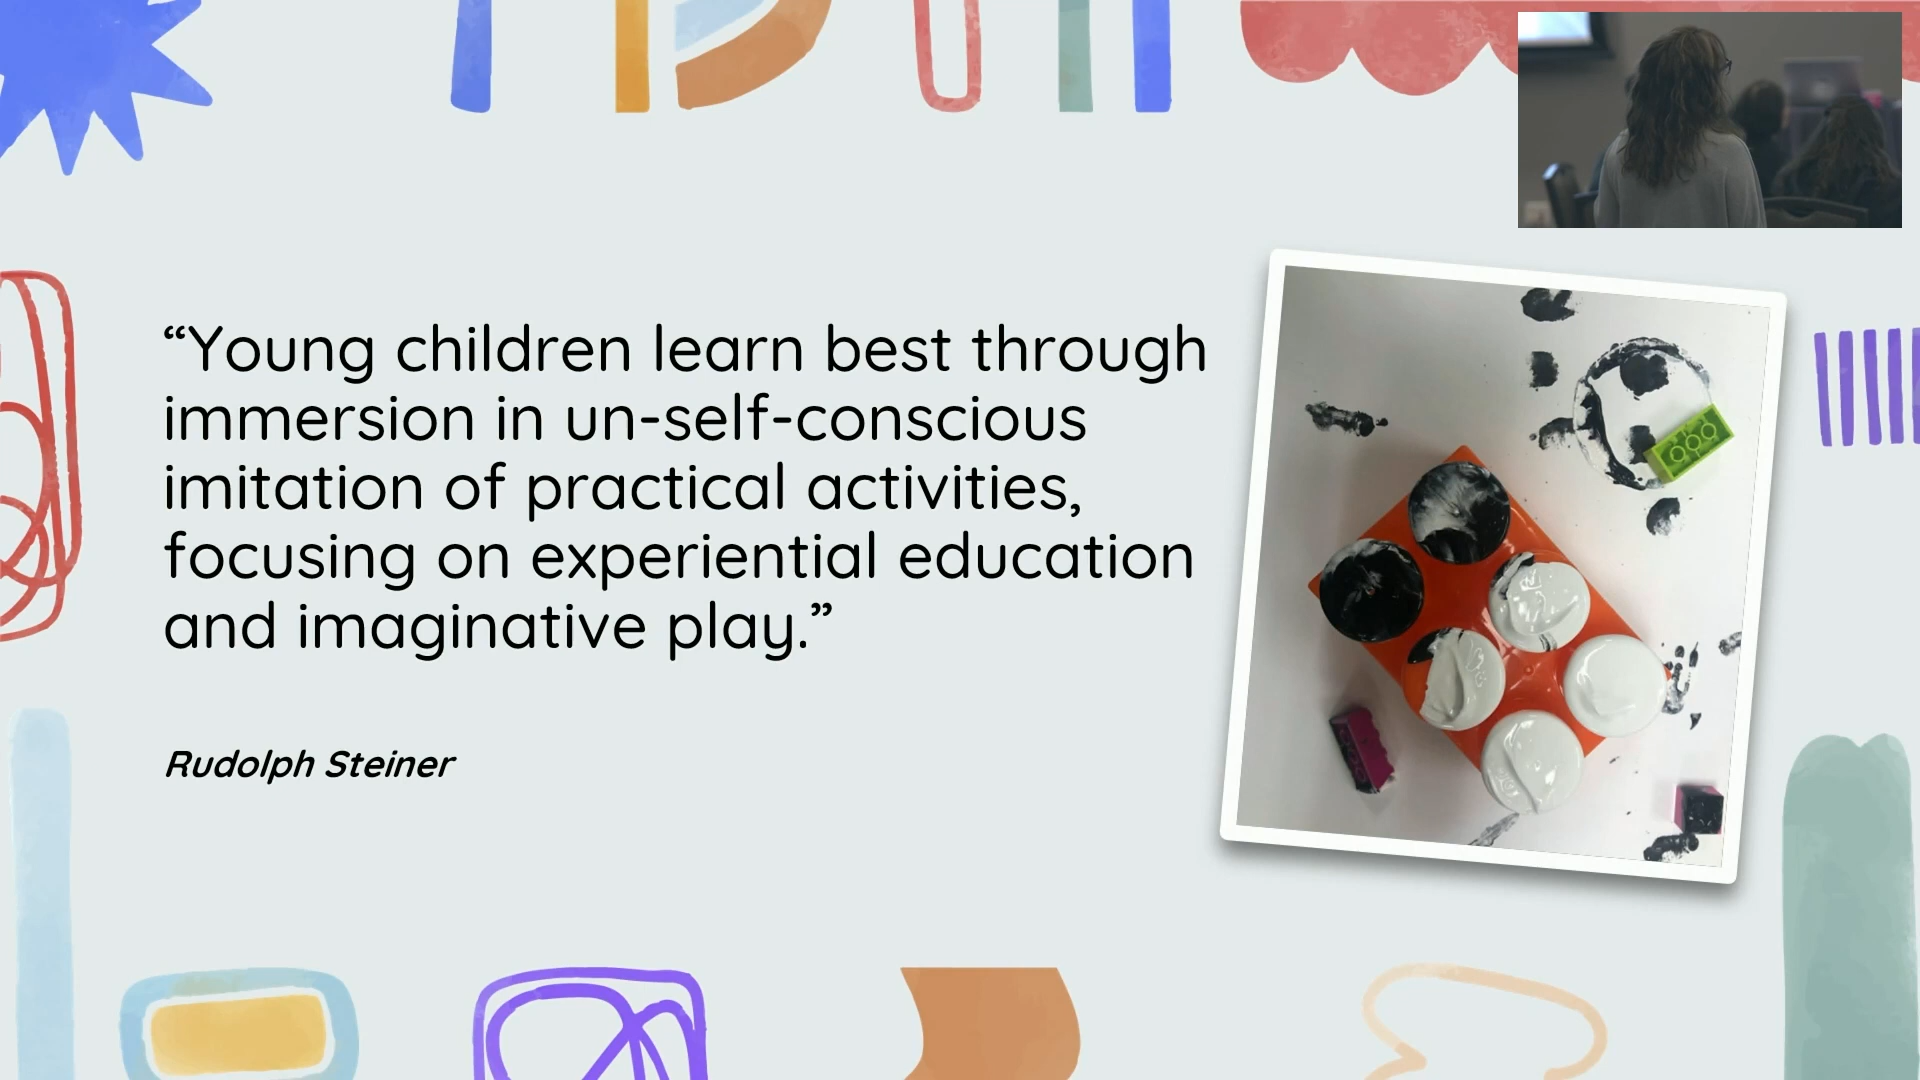 “Young children learn best through
immersion in un-self-conscious
imitation of practical activities,
focusing on experiential education
and imaginative play.”
Rudolph Steiner